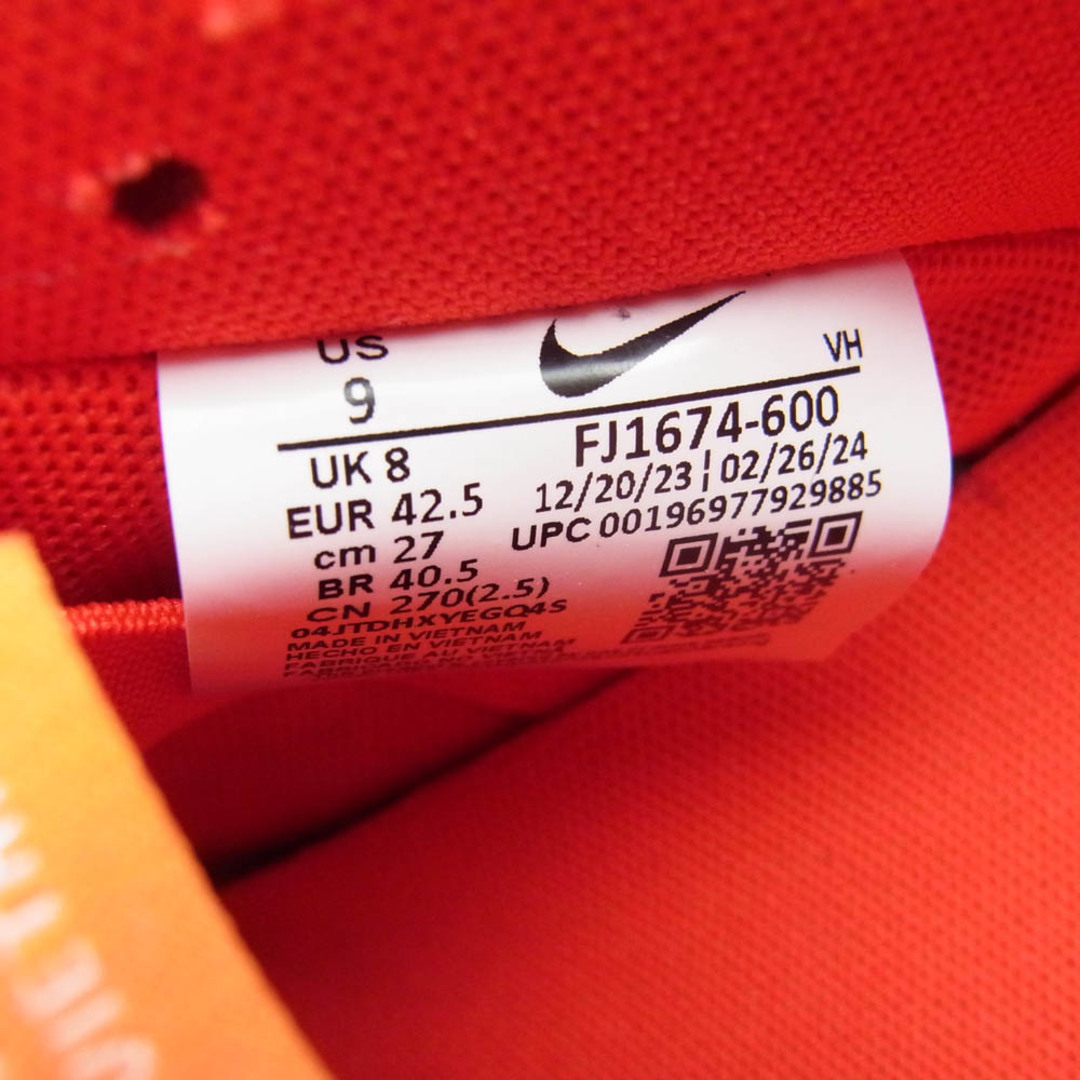 US
9
VH
FJ1674-600
UK 8
12/20/23 ¦ 02/26/24
EUR 42.5
UPC 00196977929885
cm 27
BR 40.5
CN 270(2.5)
04JTDHXYEGQ4S
MADE IN VIETNAM
HECHO EN VIETNAM
FABRIQUE AU VIETNAM
VIETNAM